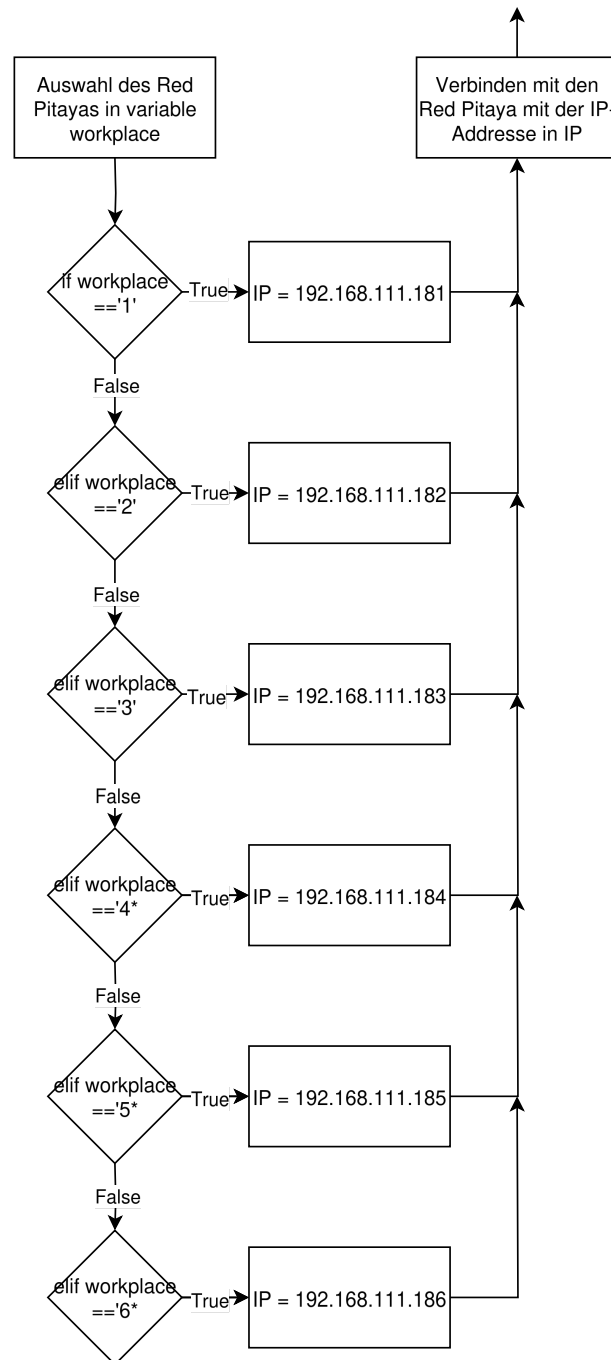 Auswahl des Red
Pitayas in variable
workplace
Verbinden mit den
Red Pitaya mit der IP-
Addresse in IP
if workplace
=='1'
True
IP = 192.168.111.181
False
elif workplace
=='2'
True
IP = 192.168.111.182
False
elif workplace
=='3'
True
IP = 192.168.111.183
False
elif workplace
=='4*
True
IP = 192.168.111.184
False
elif workplace
=='5*
True
IP = 192.168.111.185
False
elif workplace
=='6*
True
IP = 192.168.111.186